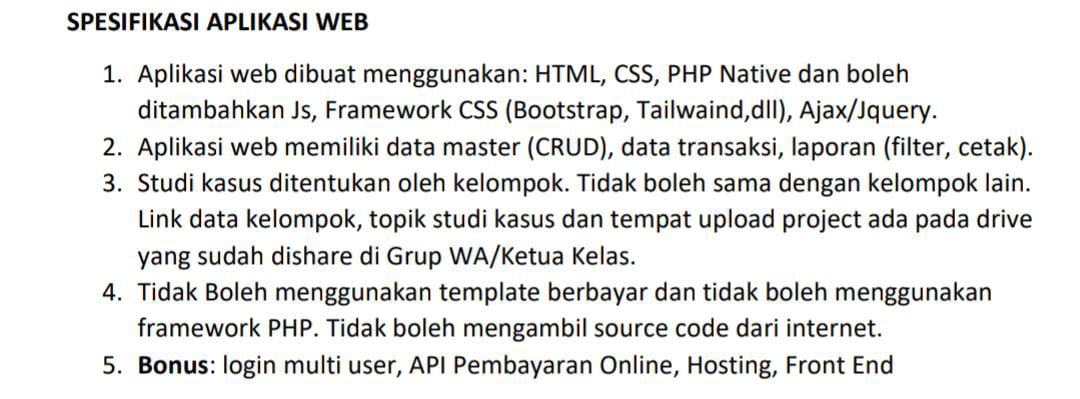 SPESIFIKASI APLIKASI WEB
1. Aplikasi web dibuat menggunakan: HTML, CSS, PHP Native dan boleh
ditambahkan Js, Framework CSS (Bootstrap, Tailwaind,dll), Ajax/Jquery.
2. Aplikasi web memiliki data master (CRUD), data transaksi, laporan (filter, cetak).
3. Studi kasus ditentukan oleh kelompok. Tidak boleh sama dengan kelompok lain.
Link data kelompok, topik studi kasus dan tempat upload project ada pada drive
yang sudah dishare di Grup WA/Ketua Kelas.
4. Tidak Boleh menggunakan template berbayar dan tidak boleh menggunakan
framework PHP. Tidak boleh mengambil source code dari internet.
5. Bonus: login multi user, API Pembayaran Online, Hosting, Front End